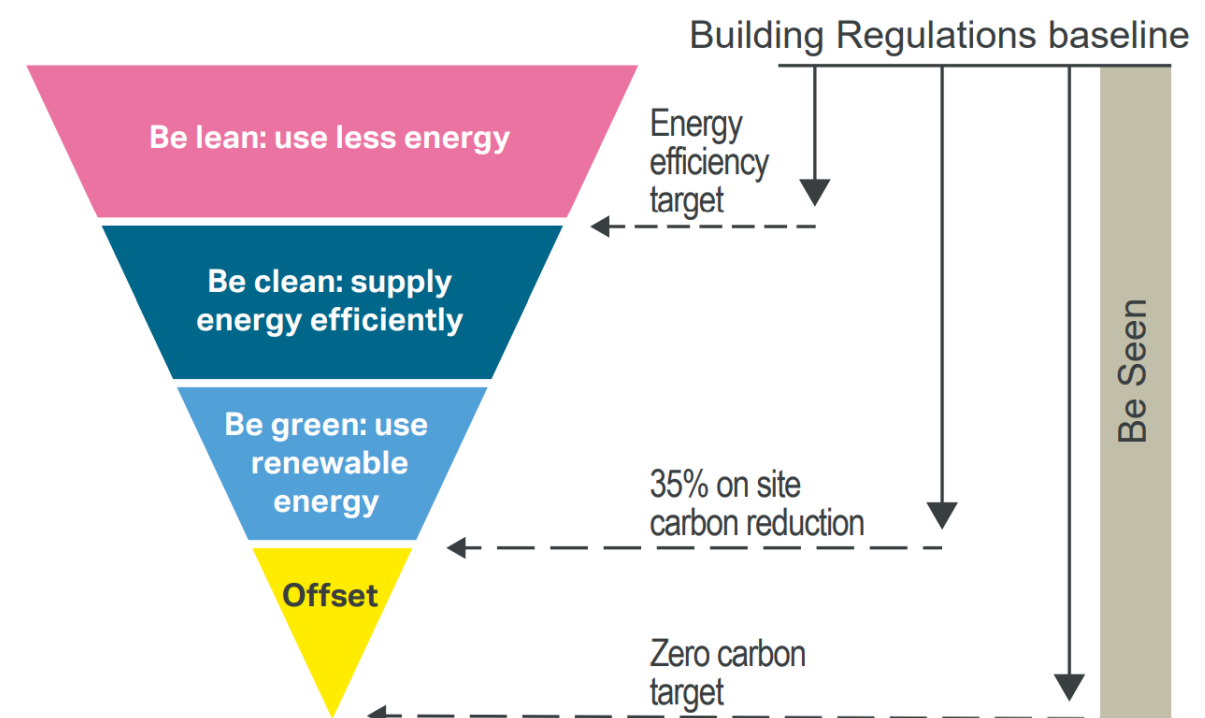 Building Regulations baseline
Be lean: use less energy
Energy
efficiency
target
Be clean: supply
energy efficiently
Be Seen
Be green: use
renewable
energy
35% on site
carbon reduction
Offset
Zero carbon
target